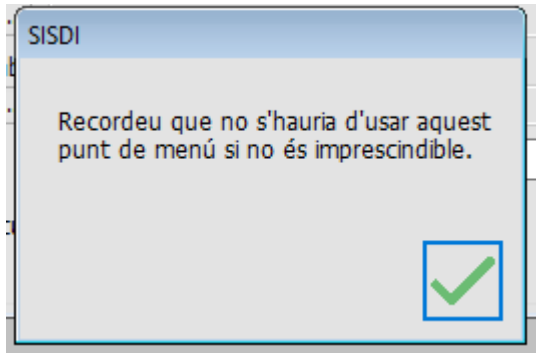 SISDI
Recordeu que no s'hauria d'usar aquest
punt de menú si no és imprescindible.